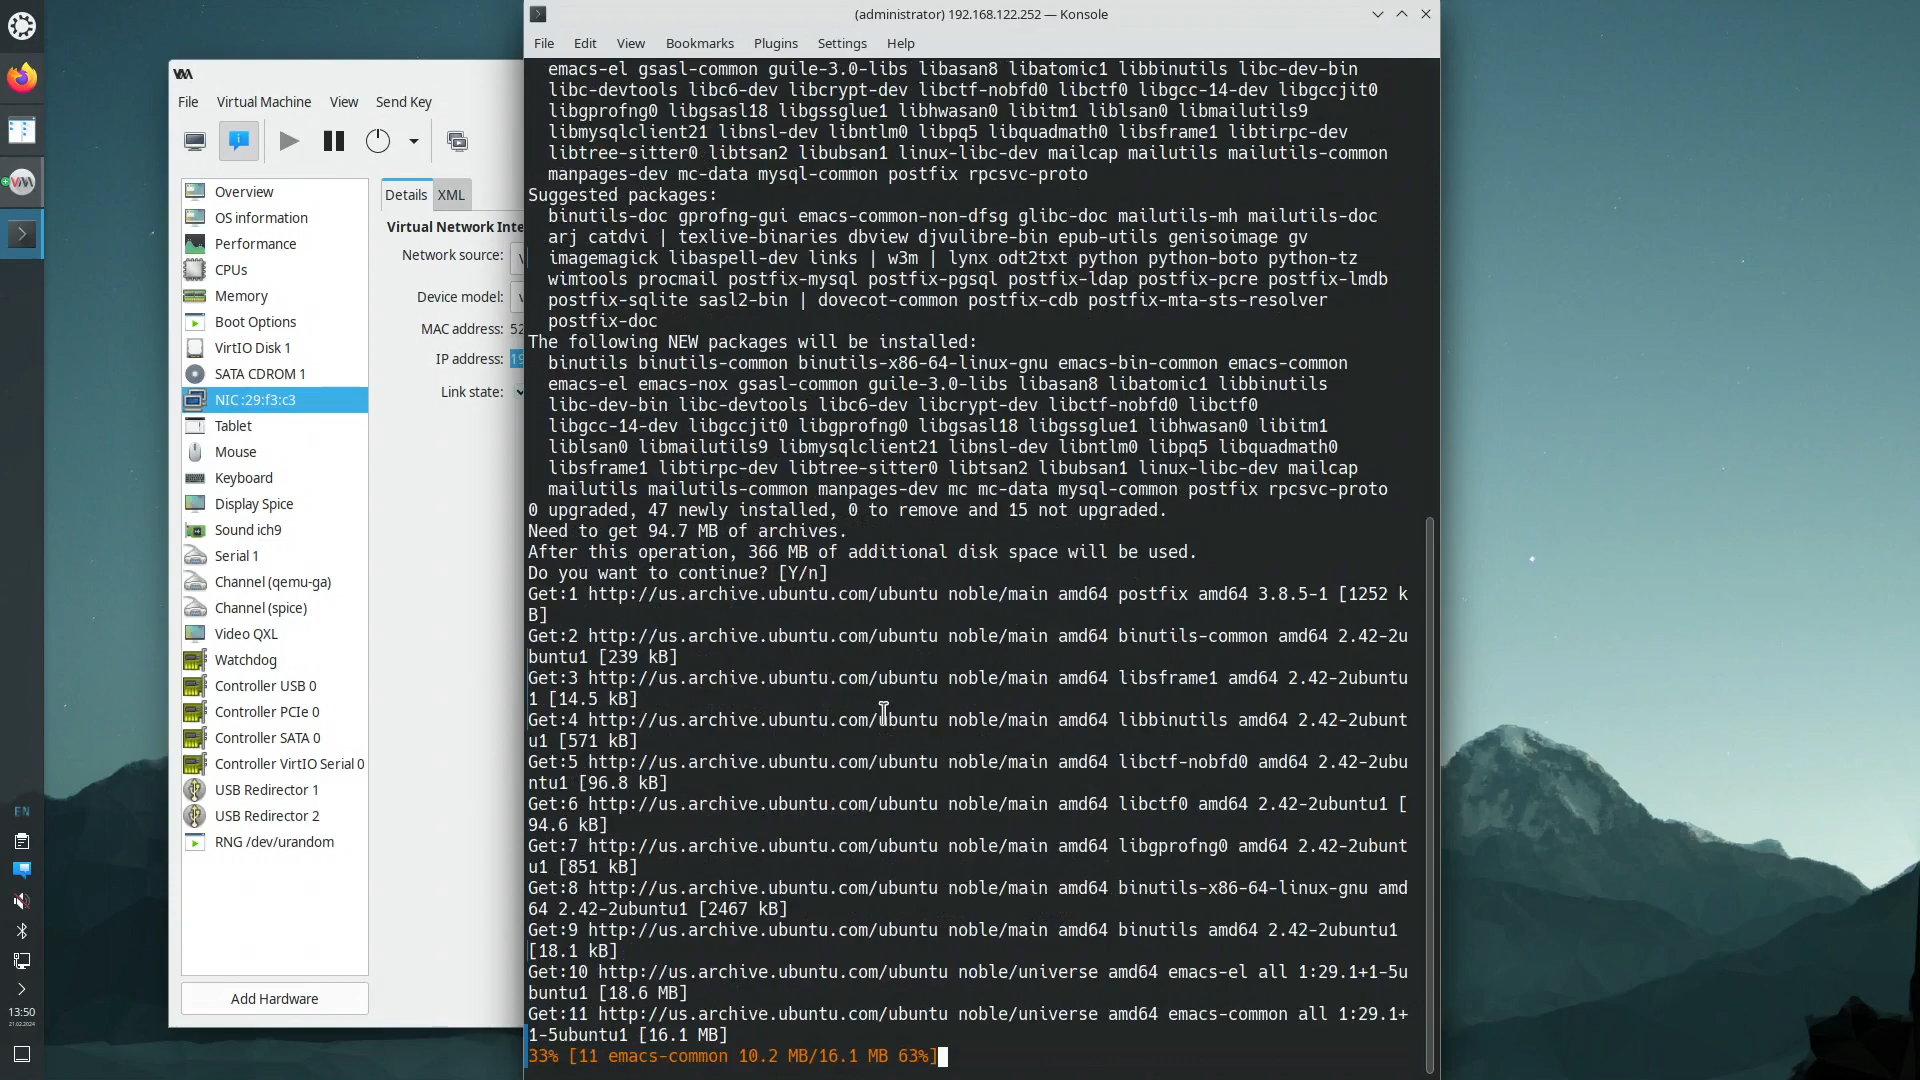 (administrator) 192.168.122.252 — Konsole
File Edit View Bookmarks Plugins Settings Help
File Virtual Machine View Send Key
Overview
OS information
Performance
CPUs
Memory
Boot Options
VirtIO Disk 1
SATA CDROM 1
NIC :29:f3:c3
Tablet
Mouse
Keyboard
Display Spice
Sound ich9
Serial 1
Channel (qemu-ga)
Channel (spice)
Video QXL
Watchdog
Controller USB 0
Controller PCIe 0
Controller SATA 0
Controller VirtIO Serial 0
USB Redirector 1
USB Redirector 2
RNG /dev/urandom
Add Hardware
Details XML
Virtual Network Inte
Network source:
Device model:
MAC address: 52
IP address: 19
Link state:
emacs-el gsasl-common guile-3.0-libs libasan8 libatomic1 libbinutils libc-dev-bin
libc-devtools libc6-dev libcrypt-dev libctf-nobfd0 libctf0 libgcc-14-dev libgccjit0
libgprofng0 libgsasl18 libgssglue1 libhwasan0 libitm1 liblsan0 libmailutils9
libmysqlclient21 libnsl-dev libntlm0 libpq5 libquadmath0 libsframe1 libtirpc-dev
libtree-sitter0 libtsan2 libubsan1 linux-libc-dev mailcap mailutils mailutils-common
manpages-dev mc-data mysql-common postfix rpcsvc-proto
Suggested packages:
binutils-doc gprofng-gui emacs-common-non-dfsg glibc-doc mailutils-mh mailutils-doc
arj catdvi | texlive-binaries dbview djvulibre-bin epub-utils genisoimage gv
imagemagick libaspell-dev links | w3m | lynx odt2txt python python-boto python-tz
wimtools procmail postfix-mysql postfix-pgsql postfix-ldap postfix-pcre postfix-lmdb
postfix-sqlite sasl2-bin | dovecot-common postfix-cdb postfix-mta-sts-resolver
postfix-doc
The following NEW packages will be installed:
binutils binutils-common binutils-x86-64-linux-gnu emacs-bin-common emacs-common
emacs-el emacs-nox gsasl-common guile-3.0-libs libasan8 libatomic1 libbinutils
libc-dev-bin libc-devtools libc6-dev libcrypt-dev libctf-nobfd0 libctf0
libgcc-14-dev libgccjit0 libgprofng0 libgsasl18 libgssglue1 libhwasan0 libitm1
liblsan0 libmailutils9 libmysqlclient21 libnsl-dev libntlm0 libpq5 libquadmath0
libsframe1 libtirpc-dev libtree-sitter0 libtsan2 libubsan1 linux-libc-dev mailcap
mailutils mailutils-common manpages-dev mc mc-data mysql-common postfix rpcsvc-proto
0 upgraded, 47 newly installed, 0 to remove and 15 not upgraded.
Need to get 94.7 MB of archives.
After this operation, 366 MB of additional disk space will be used.
Do you want to continue? [Y/n]
Get:1 http://us.archive.ubuntu.com/ubuntu noble/main amd64 postfix amd64 3.8.5-1 [1252 k
B]
Get:2 http://us.archive.ubuntu.com/ubuntu noble/main amd64 binutils-common amd64 2.42-2u
buntu1 [239 kB]
Get:3 http://us.archive.ubuntu.com/ubuntu noble/main amd64 libsframe1 amd64 2.42-2ubuntu
1 [14.5 kB]
Get:4 http://us.archive.ubuntu.com/ubuntu noble/main amd64 libbinutils amd64 2.42-2ubunt
u1 [571 kB]
Get:5 http://us.archive.ubuntu.com/ubuntu noble/main amd64 libctf-nobfd0 amd64 2.42-2ubu
ntu1 [96.8 kB]
Get:6 http://us.archive.ubuntu.com/ubuntu noble/main amd64 libctf0 amd64 2.42-2ubuntu1 [
94.6 kB]
Get:7 http://us.archive.ubuntu.com/ubuntu noble/main amd64 libgprofng0 amd64 2.42-2ubunt
u1 [851 kB]
Get:8 http://us.archive.ubuntu.com/ubuntu noble/main amd64 binutils-x86-64-linux-gnu amd
64 2.42-2ubuntu1 [2467 kB]
Get:9 http://us.archive.ubuntu.com/ubuntu noble/main amd64 binutils amd64 2.42-2ubuntu1
[18.1 kB]
Get:10 http://us.archive.ubuntu.com/ubuntu noble/universe amd64 emacs-el all 1:29.1+1-5u
buntu1 [18.6 MB]
Get:11 http://us.archive.ubuntu.com/ubuntu noble/universe amd64 emacs-common all 1:29.1+
1-5ubuntu1 [16.1 MB]
33% [11 emacs-common 10.2 MB/16.1 MB 63%]
EN
13:50
21.02.2024